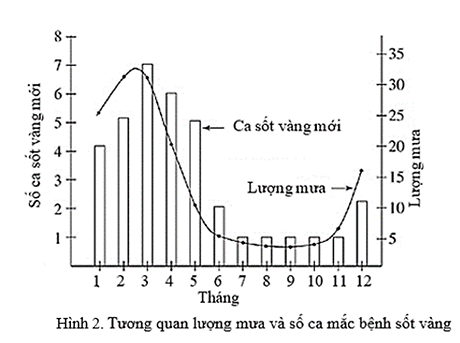 Số ca sốt vàng mới
8
7
6
5
4
3
2
1
Ca sốt vàng mới
Lượng mưa
35
30
25
20
15
10
5
Lượng mưa
1 2 3 4 5 6 7 8 9 10 11 12
Tháng
Hình 2. Tương quan lượng mưa và số ca mắc bệnh sốt vàng